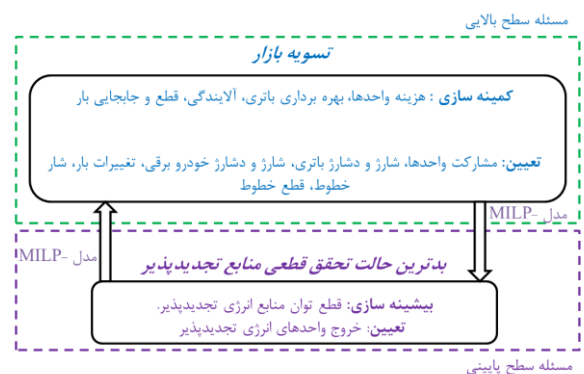 مسئله سطح بالایی
تسویه بازار
کمینه سازی : هزینه واحدها، بهره برداری باتری، آلایندگی، قطع و جابجایی بار
تعیین: مشارکت واحدها، شارژ و دشارژ باتری، شارژ و دشارژ خودرو برقی، تغییرات بار، شار
خطوط، قطع خطوط
مدل -MILP
مدل -MILP
بدترین حالت تحقق قطعی منابع تجدیدپذیر
بیشینه سازی: قطع توان منابع انرژی تجدیدپذیر.
تعیین: خروج واحدهای انرژی تجدیدپذیر
مسئله سطح پایینی